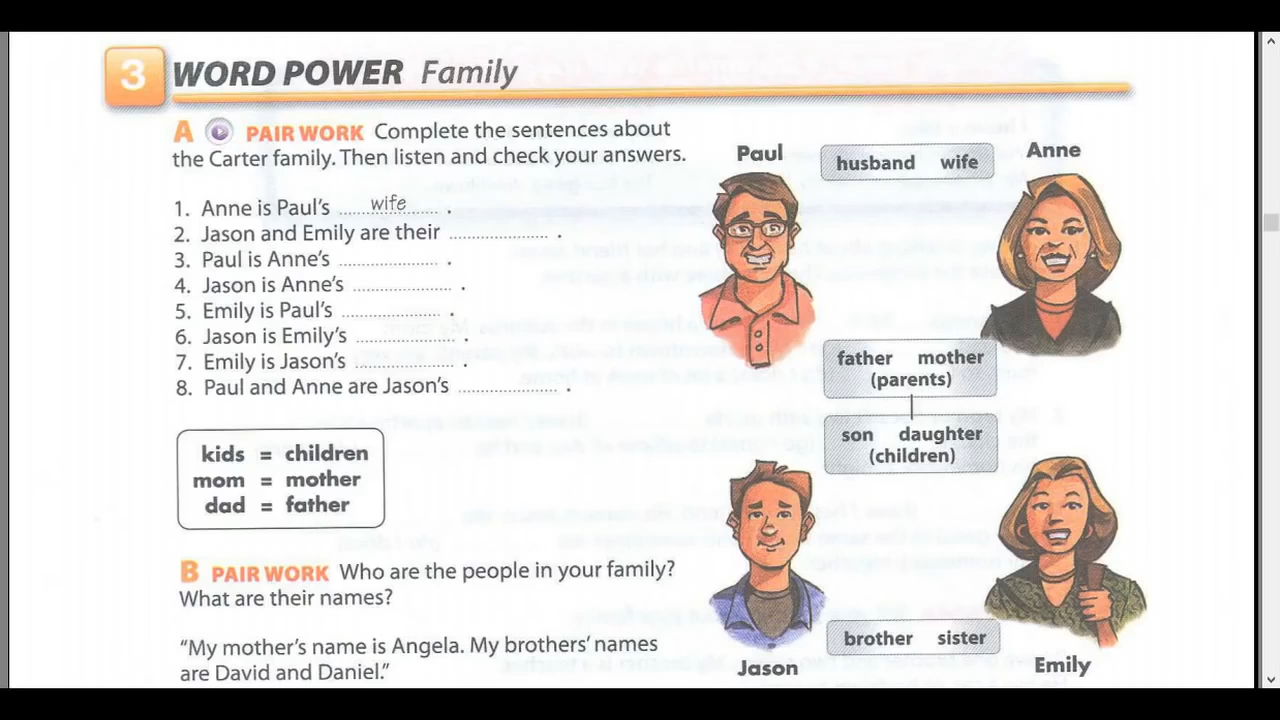 3 WORD POWER Family
A PAIR WORK Complete the sentences about
the Carter family. Then listen and check your answers.
1. Anne is Paul's ....wife.... .
2. Jason and Emily are their .................... .
3. Paul is Anne's .................... .
4. Jason is Anne's .................... .
5. Emily is Paul's .................... .
6. Jason is Emily's .................... .
7. Emily is Jason's .................... .
8. Paul and Anne are Jason's .................... .
kids = children
mom = mother
dad = father
B PAIR WORK Who are the people in your family?
What are their names?
“My mother's name is Angela. My brothers' names
are David and Daniel.”
Paul
husband wife
Anne
father mother
(parents)
son daughter
(children)
Jason
brother sister
Emily